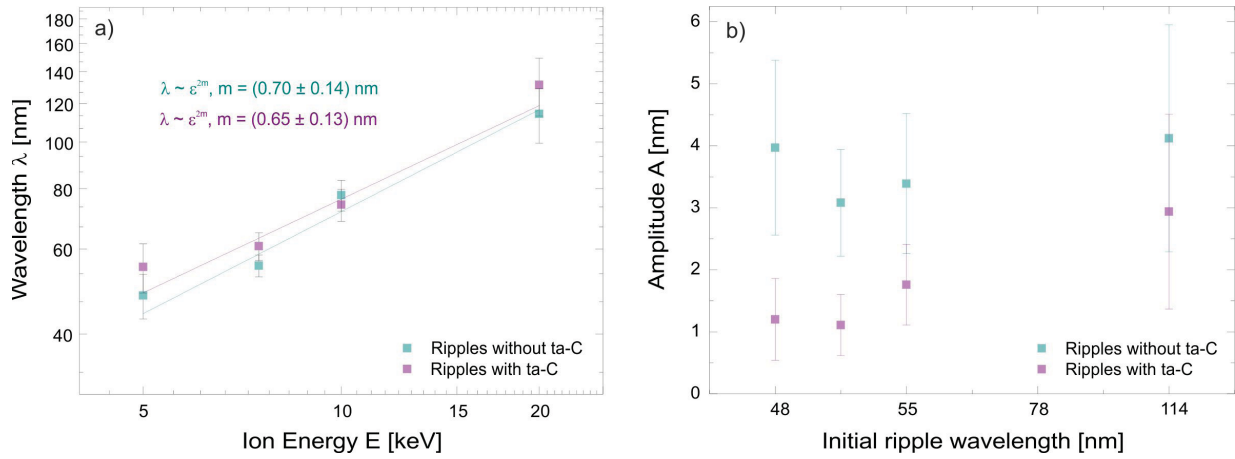 a)
180
160
140
120
100
80
60
40
Wavelength λ [nm]
λ ~ ε²ᵐ, m = (0.70 ± 0.14) nm
λ ~ ε²ᵐ, m = (0.65 ± 0.13) nm
Ripples without ta-C
Ripples with ta-C
5 10 15 20
Ion Energy E [keV]
b)
6
5
4
3
2
1
0
Amplitude A [nm]
Ripples without ta-C
Ripples with ta-C
48 55 78 114
Initial ripple wavelength [nm]